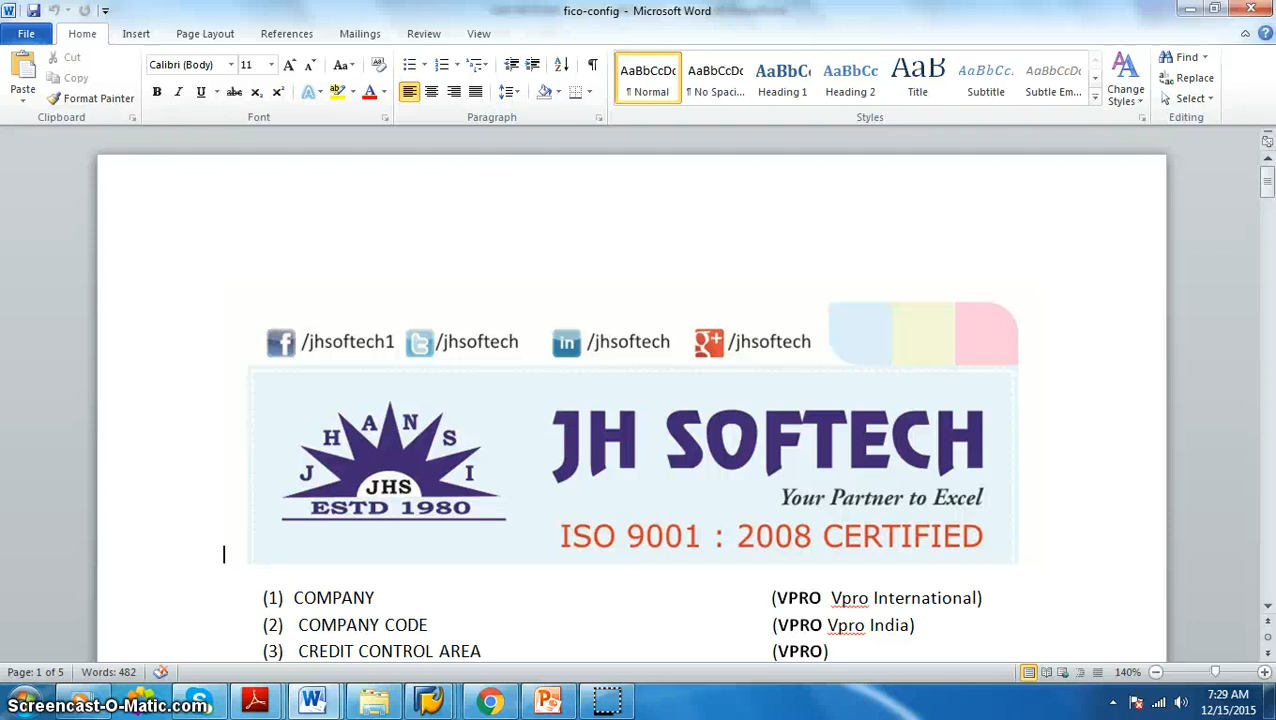 fico-config - Microsoft Word
File Home Insert Page Layout References Mailings Review View
Paste
Cut
Copy
Format Painter
Clipboard
Calibri (Body) 11
Font
Paragraph
AaBbCcDc AaBbCcDc AaBbC AaBbCc AaB AaBbCc. AaBbCcDc
¶ Normal ¶ No Spaci... Heading 1 Heading 2 Title Subtitle Subtle Em...
Change Styles
Styles
Find
Replace
Select
Editing
/jhsoftech1 /jhsoftech /jhsoftech /jhsoftech
JHANSI
JHS
ESTD 1980
JH SOFTECH
Your Partner to Excel
ISO 9001 : 2008 CERTIFIED
(1) COMPANY (VPRO Vpro International)
(2) COMPANY CODE (VPRO Vpro India)
(3) CREDIT CONTROL AREA (VPRO)
Page: 1 of 5 Words: 482 140%
Screencast-O-Matic.com
7:29 AM
12/15/2015